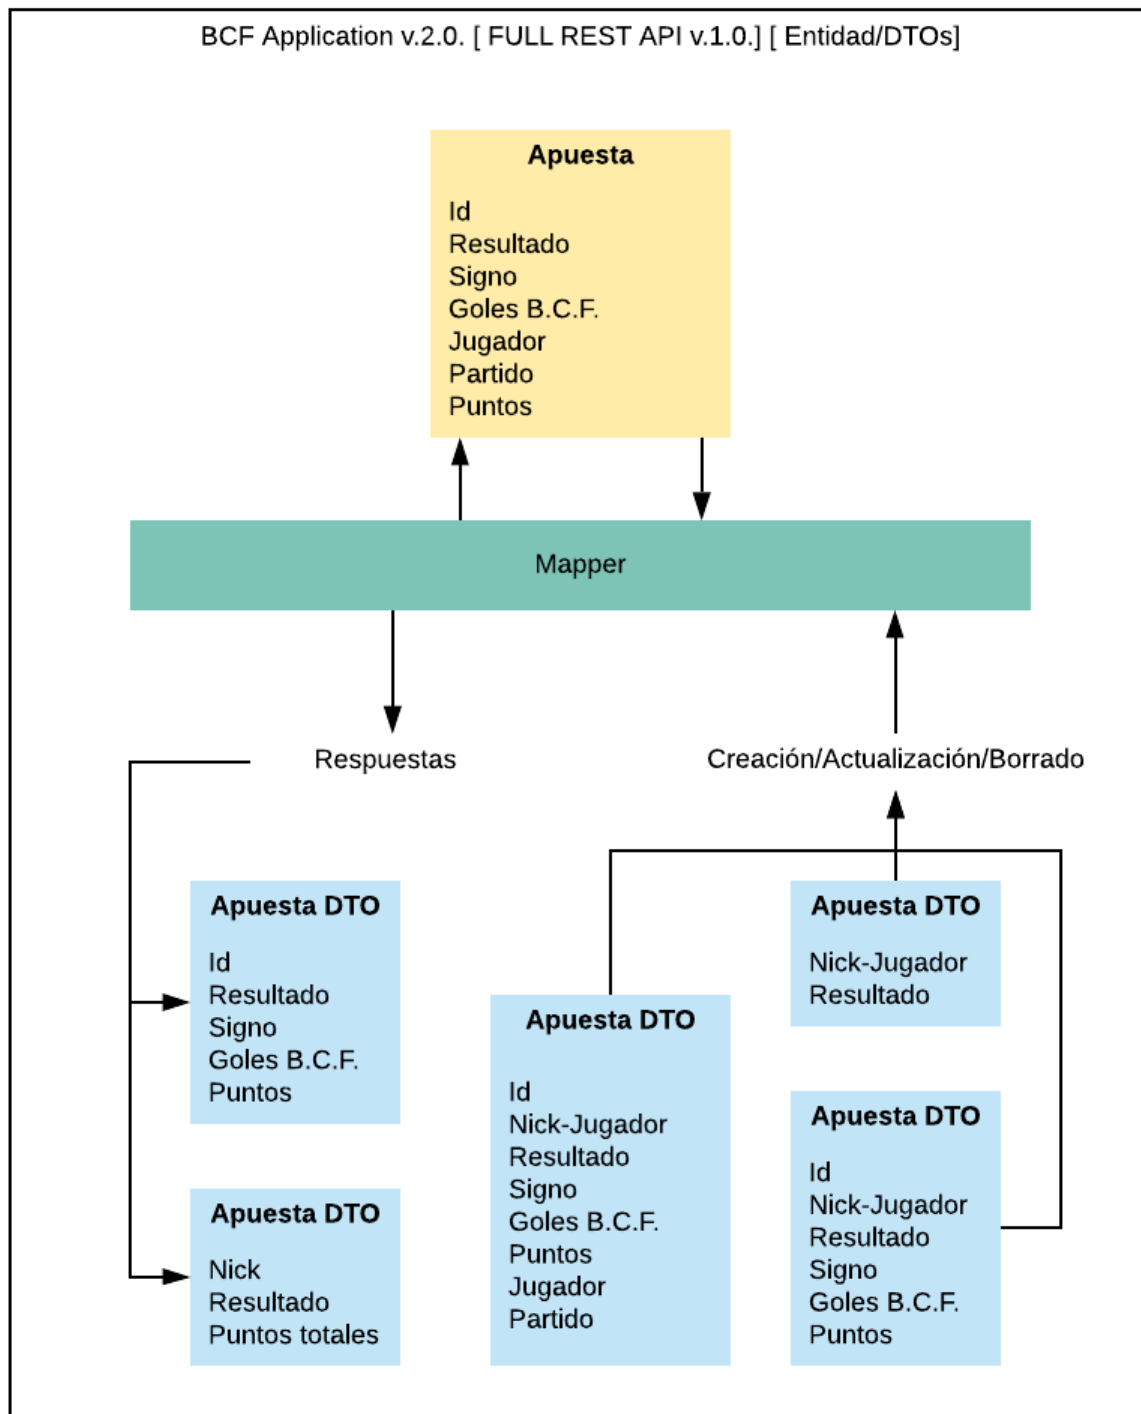 BCF Application v.2.0. [ FULL REST API v.1.0.] [ Entidad/DTOs]
Apuesta
Id
Resultado
Signo
Goles B.C.F.
Jugador
Partido
Puntos
Mapper
Respuestas
Creación/Actualización/Borrado
Apuesta DTO
Id
Resultado
Signo
Goles B.C.F.
Puntos
Apuesta DTO
Nick
Resultado
Puntos totales
Apuesta DTO
Id
Nick-Jugador
Resultado
Signo
Goles B.C.F.
Puntos
Jugador
Partido
Apuesta DTO
Nick-Jugador
Resultado
Apuesta DTO
Id
Nick-Jugador
Resultado
Signo
Goles B.C.F.
Puntos